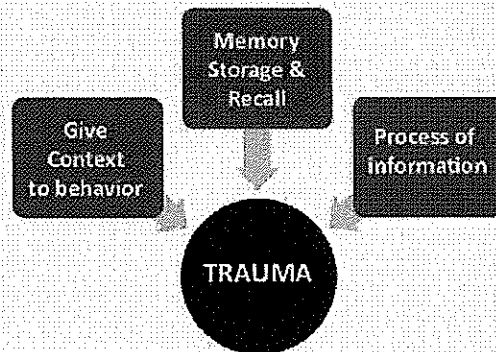 Memory
Storage &
Recall
Give
Context
to behavior
Process of
information
TRAUMA